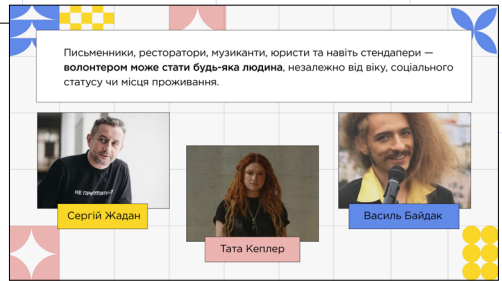 Письменники, ресторатори, музиканти, юристи та навіть стендапери —
волонтером може стати будь-яка людина, незалежно від віку, соціального
статусу чи місця проживання.
Сергій Жадан
Тата Кеплер
Василь Байдак